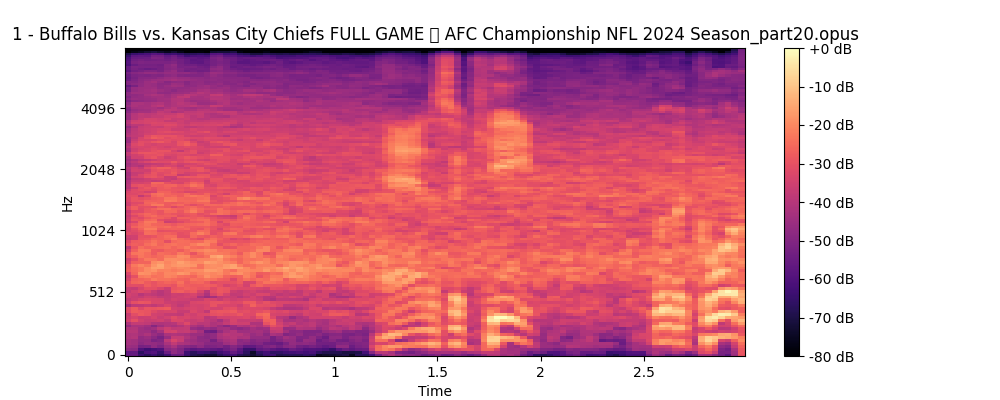 1 - Buffalo Bills vs. Kansas City Chiefs FULL GAME ▯ AFC Championship NFL 2024 Season_part20.opus
+0 dB
-10 dB
-20 dB
-30 dB
-40 dB
-50 dB
-60 dB
-70 dB
-80 dB
4096
2048
1024
512
0
Hz
0
0.5
1
1.5
2
2.5
Time